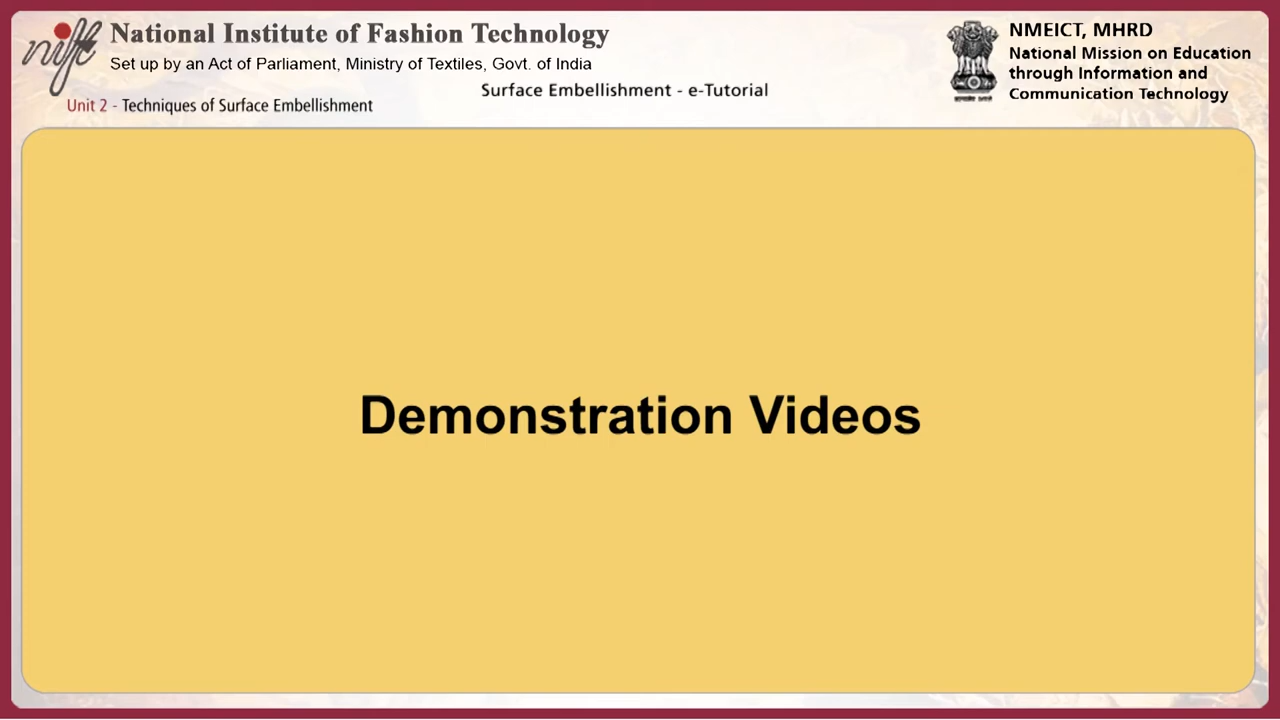 nift
National Institute of Fashion Technology
Set up by an Act of Parliament, Ministry of Textiles, Govt. of India
Unit 2 - Techniques of Surface Embellishment
Surface Embellishment - e-Tutorial
NMEICT, MHRD
National Mission on Education
through Information and
Communication Technology
Demonstration Videos